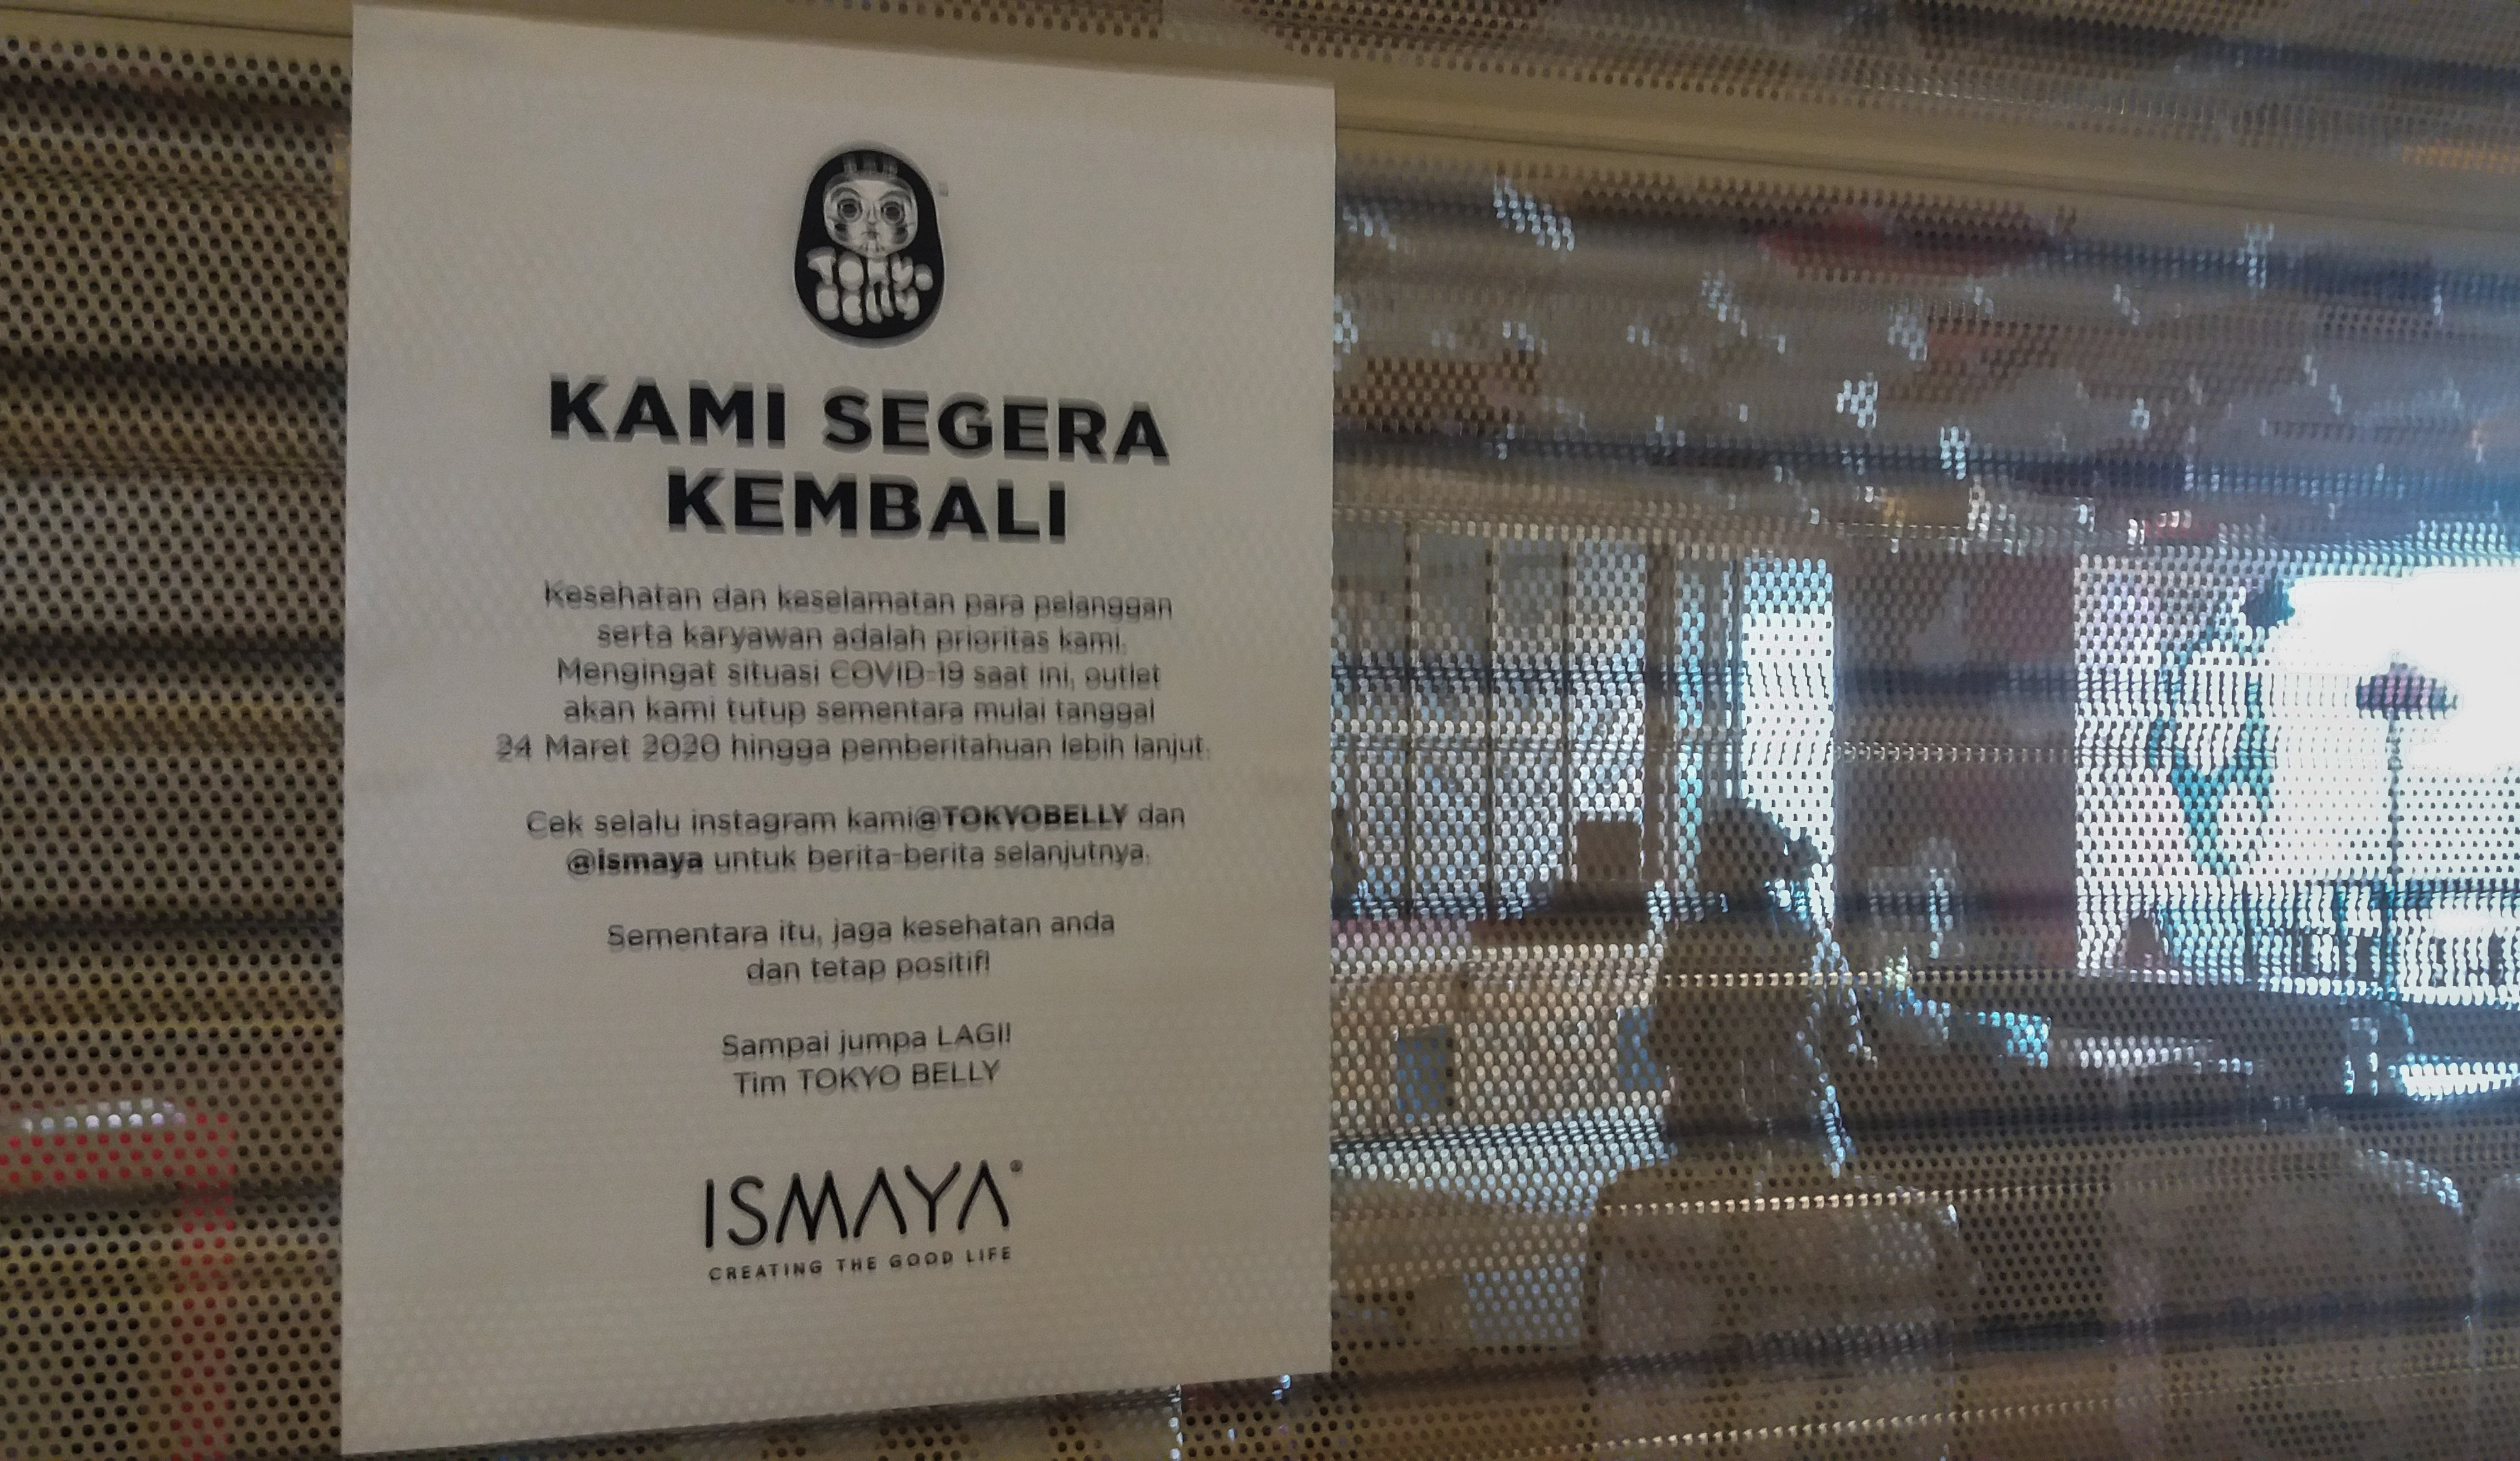 TOKYO
BELLY
KAMI SEGERA
KEMBALI
Kesehatan dan keselamatan para pelanggan
serta karyawan adalah prioritas kami.
Mengingat situasi COVID-19 saat ini, outlet
akan kami tutup sementara mulai tanggal
24 Maret 2020 hingga pemberitahuan lebih lanjut.
Cek selalu instagram kami@TOKYOBELLY dan
@ismaya untuk berita-berita selanjutnya.
Sementara itu, jaga kesehatan anda
dan tetap positif!
Sampai jumpa LAGI!
Tim TOKYO BELLY
ISMAYA®
CREATING THE GOOD LIFE